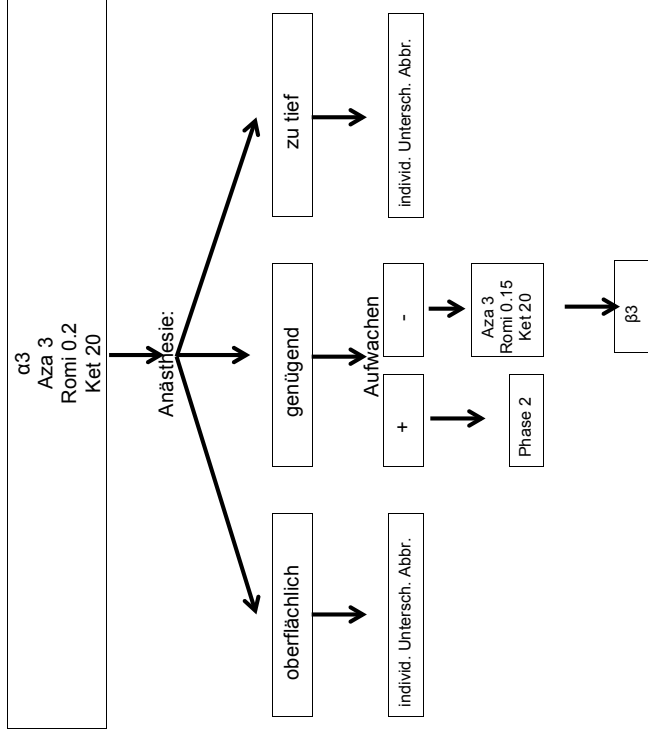 α3
Aza 3
Romi 0.2
Ket 20
Anästhesie:
oberflächlich
genügend
zu tief
individ. Untersch. Abbr.
Aufwachen
individ. Untersch. Abbr.
+
-
Phase 2
Aza 3
Romi 0.15
Ket 20
β3